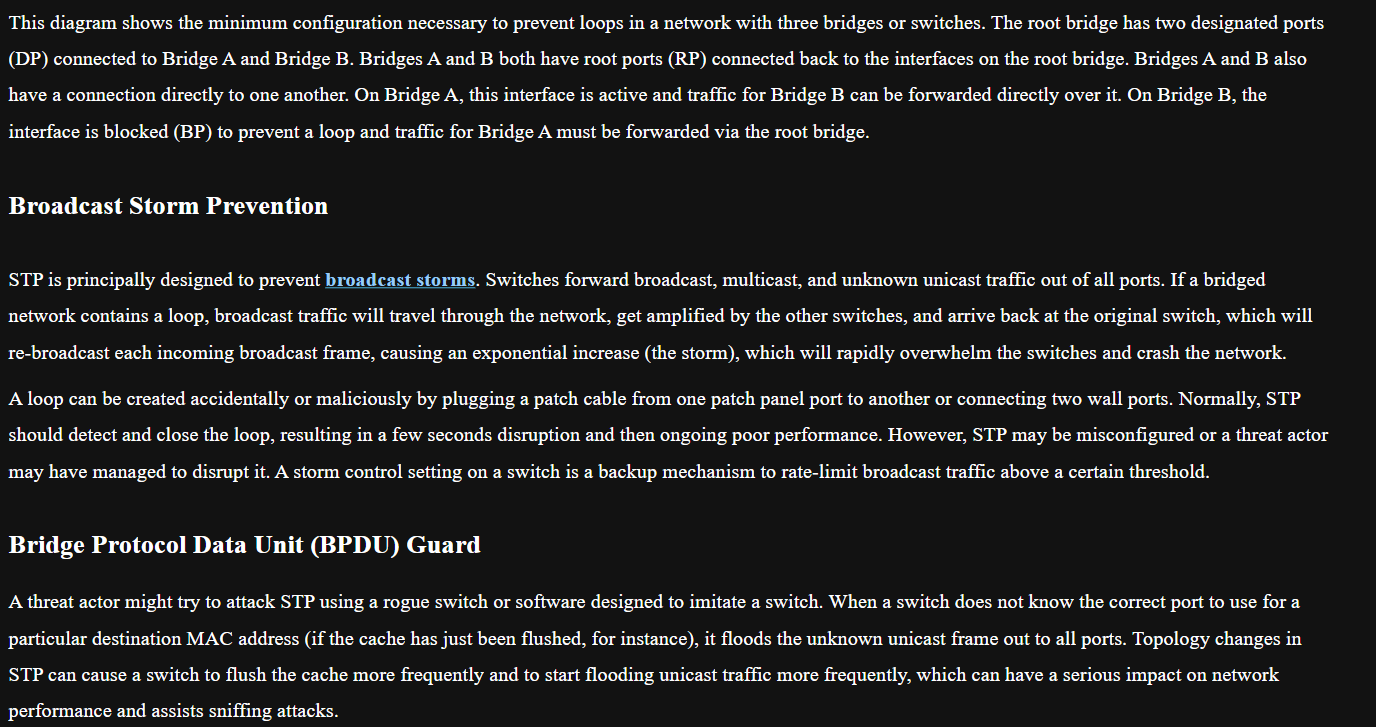 This diagram shows the minimum configuration necessary to prevent loops in a network with three bridges or switches. The root bridge has two designated ports
(DP) connected to Bridge A and Bridge B. Bridges A and B both have root ports (RP) connected back to the interfaces on the root bridge. Bridges A and B also
have a connection directly to one another. On Bridge A, this interface is active and traffic for Bridge B can be forwarded directly over it. On Bridge B, the
interface is blocked (BP) to prevent a loop and traffic for Bridge A must be forwarded via the root bridge.
Broadcast Storm Prevention
STP is principally designed to prevent broadcast storms. Switches forward broadcast, multicast, and unknown unicast traffic out of all ports. If a bridged
network contains a loop, broadcast traffic will travel through the network, get amplified by the other switches, and arrive back at the original switch, which will
re-broadcast each incoming broadcast frame, causing an exponential increase (the storm), which will rapidly overwhelm the switches and crash the network.
A loop can be created accidentally or maliciously by plugging a patch cable from one patch panel port to another or connecting two wall ports. Normally, STP
should detect and close the loop, resulting in a few seconds disruption and then ongoing poor performance. However, STP may be misconfigured or a threat actor
may have managed to disrupt it. A storm control setting on a switch is a backup mechanism to rate-limit broadcast traffic above a certain threshold.
Bridge Protocol Data Unit (BPDU) Guard
A threat actor might try to attack STP using a rogue switch or software designed to imitate a switch. When a switch does not know the correct port to use for a
particular destination MAC address (if the cache has just been flushed, for instance), it floods the unknown unicast frame out to all ports. Topology changes in
STP can cause a switch to flush the cache more frequently and to start flooding unicast traffic more frequently, which can have a serious impact on network
performance and assists sniffing attacks.